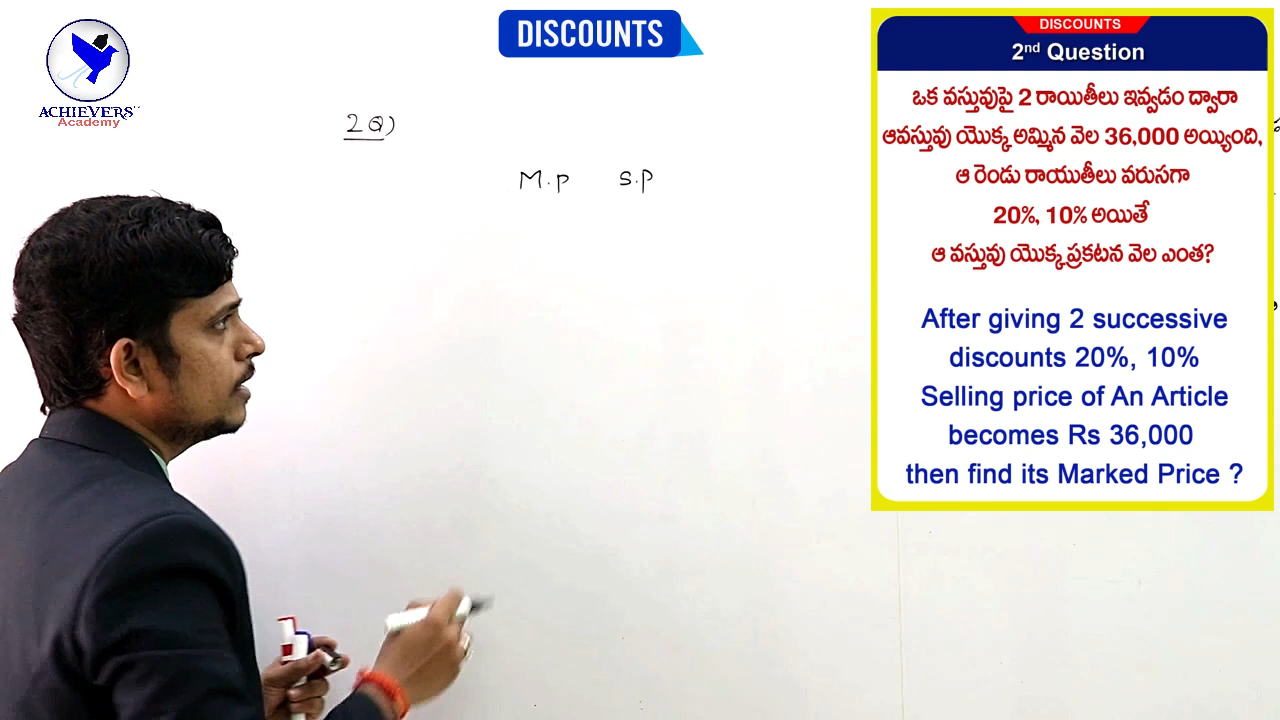 DISCOUNTS
ACHIEVERS'
Academy
2Q)
M.P S.P
DISCOUNTS
2nd Question
ఒక వస్తువుపై 2 రాయితీలు ఇవ్వడం ద్వారా
ఆవస్తువు యొక్క అమ్మిన వెల 36,000 అయ్యింది,
ఆ రెండు రాయుతీలు వరుసగా
20%, 10% అయితే
ఆ వస్తువు యొక్క ప్రకటన వెల ఎంత?
After giving 2 successive
discounts 20%, 10%
Selling price of An Article
becomes Rs 36,000
then find its Marked Price ?